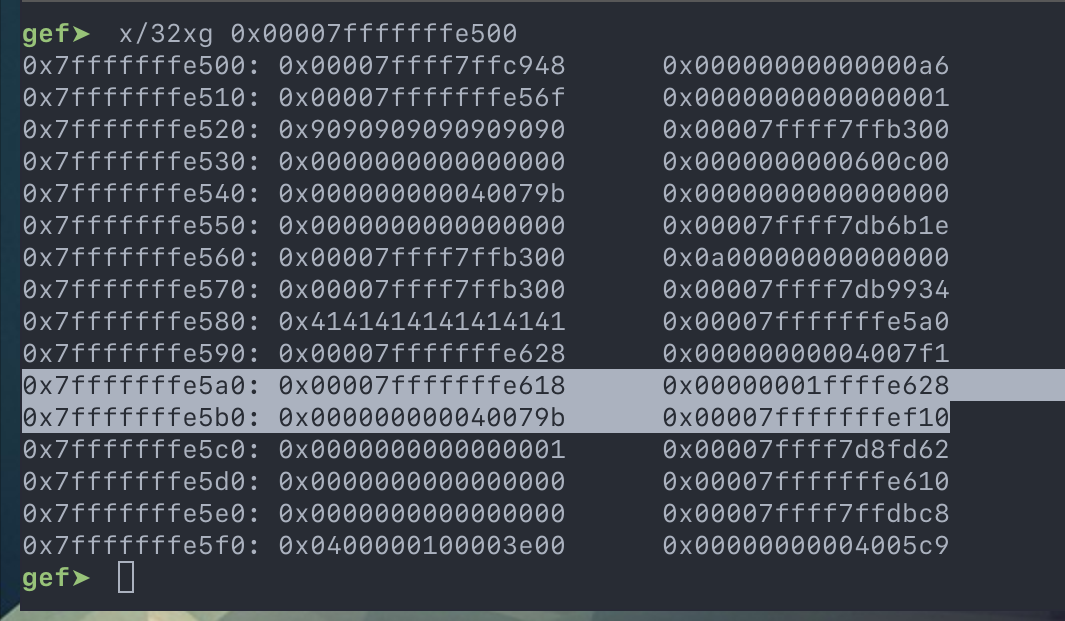 gef➤  x/32xg 0x00007fffffffe500
0x7fffffffe500: 0x00007ffff7ffc948 0x00000000000000a6
0x7fffffffe510: 0x00007fffffffe56f 0x0000000000000001
0x7fffffffe520: 0x9090909090909090 0x00007ffff7ffb300
0x7fffffffe530: 0x0000000000000000 0x0000000000600c00
0x7fffffffe540: 0x000000000040079b 0x0000000000000000
0x7fffffffe550: 0x0000000000000000 0x00007ffff7db6b1e
0x7fffffffe560: 0x00007ffff7ffb300 0x0a00000000000000
0x7fffffffe570: 0x00007ffff7ffb300 0x00007ffff7db9934
0x7fffffffe580: 0x4141414141414141 0x00007fffffffe5a0
0x7fffffffe590: 0x00007fffffffe628 0x00000000004007f1
0x7fffffffe5a0: 0x00007fffffffe618 0x00000001ffffe628
0x7fffffffe5b0: 0x000000000040079b 0x00007fffffffef10
0x7fffffffe5c0: 0x0000000000000001 0x00007ffff7d8fd62
0x7fffffffe5d0: 0x0000000000000000 0x00007fffffffe610
0x7fffffffe5e0: 0x0000000000000000 0x00007ffff7ffdbc8
0x7fffffffe5f0: 0x0400000100003e00 0x00000000004005c9
gef➤